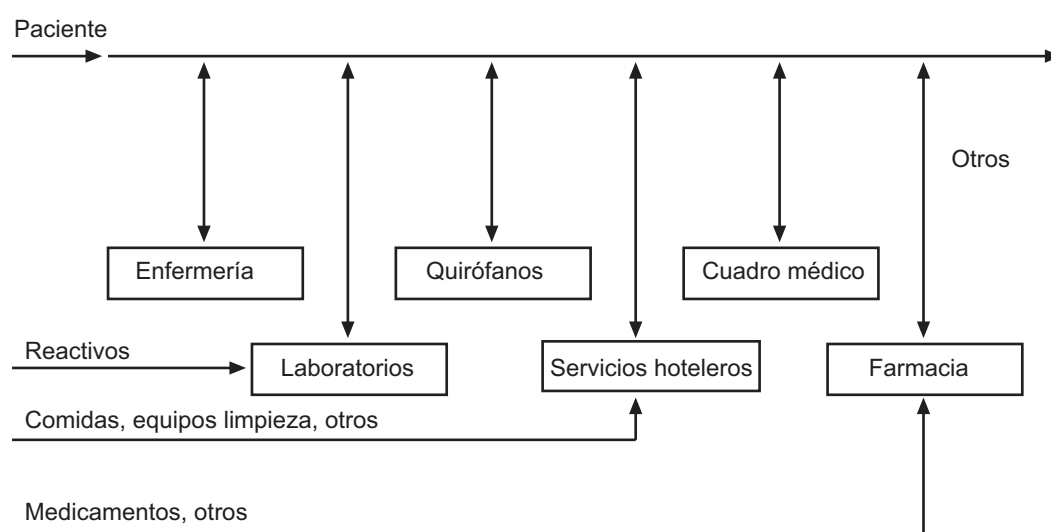 Paciente
Otros
Enfermería
Quirófanos
Cuadro médico
Reactivos
Laboratorios
Servicios hoteleros
Farmacia
Comidas, equipos limpieza, otros
Medicamentos, otros